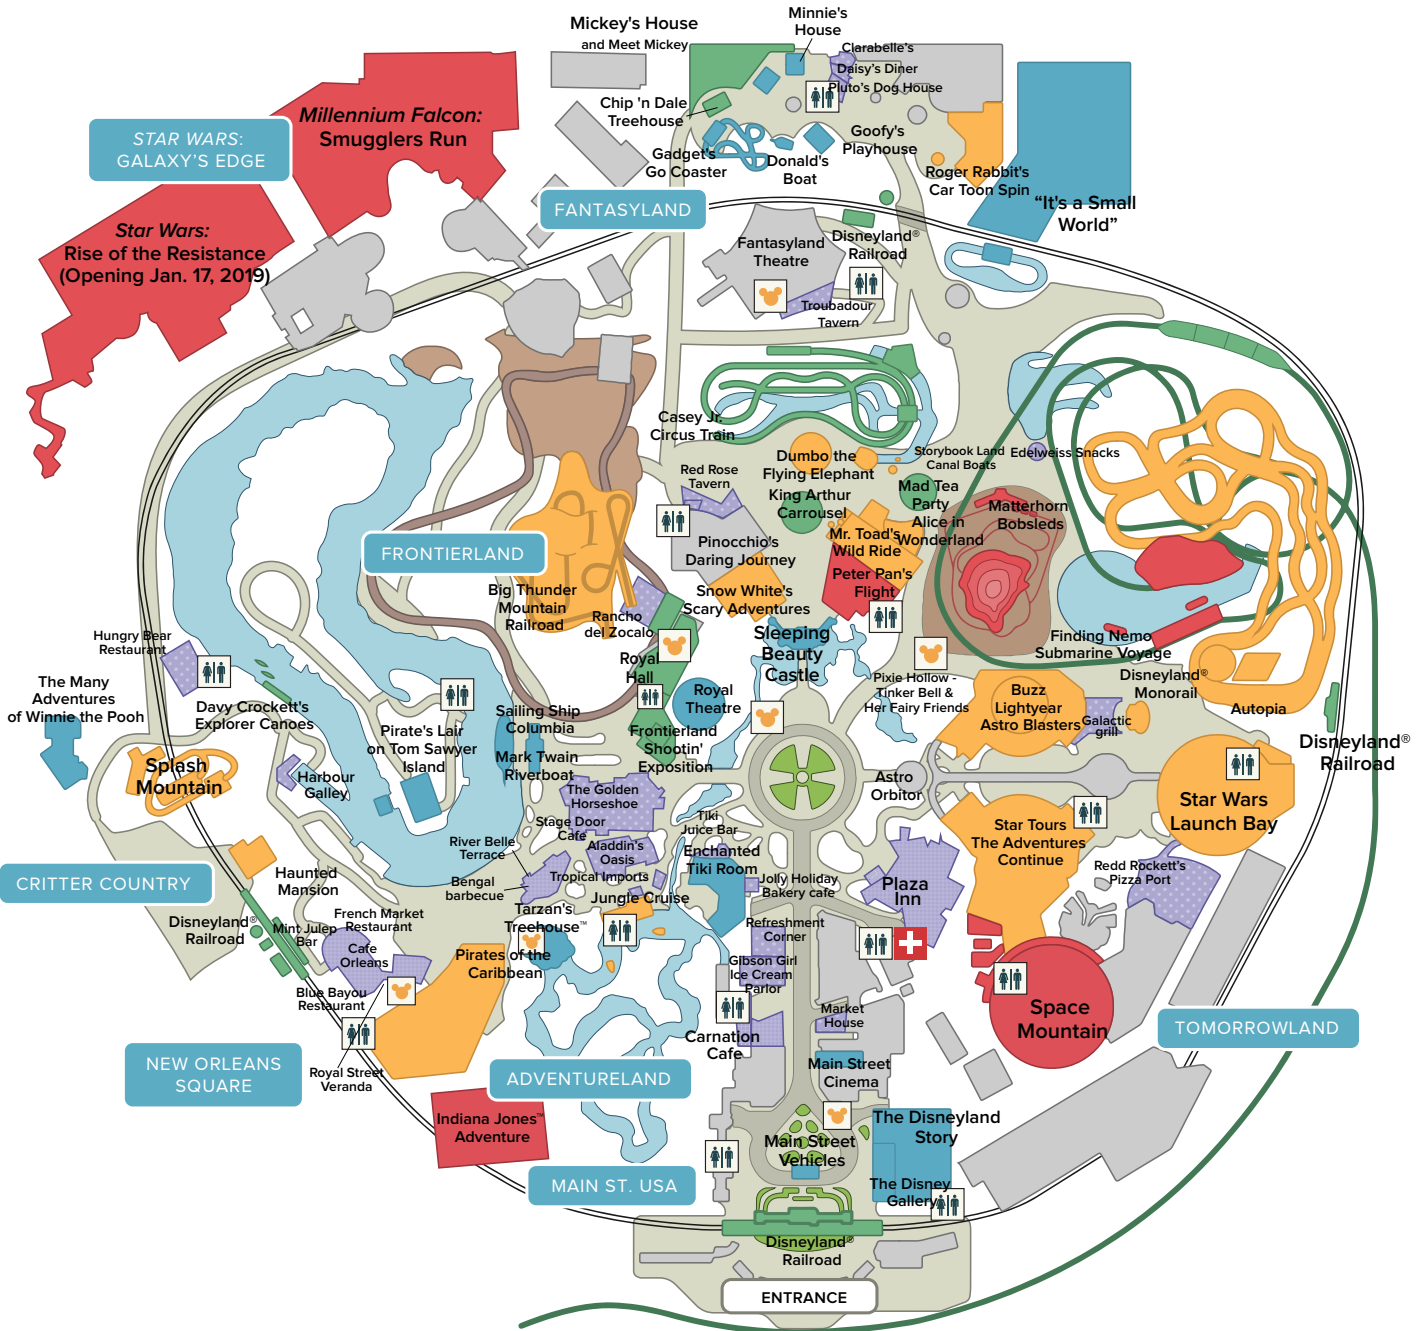 Mickey's House
and Meet Mickey
Minnie's
House
Clarabelle's
Daisy's Diner
Pluto's Dog House
Chip 'n Dale
Treehouse
Gadget's
Go Coaster
Donald's
Boat
Goofy's
Playhouse
Roger Rabbit's
Car Toon Spin
"It's a Small
World"
Millennium Falcon:
Smugglers Run
STAR WARS:
GALAXY'S EDGE
Star Wars:
Rise of the Resistance
(Opening Jan. 17, 2019)
FANTASYLAND
Fantasyland
Theatre
Disneyland®
Railroad
Troubadour
Tavern
Casey Jr.
Circus Train
Dumbo the
Flying Elephant
Storybook Land
Canal Boats
Edelweiss Snacks
Red Rose
Tavern
King Arthur
Carrousel
Mad Tea
Party
Alice in
Wonderland
Matterhorn
Bobsleds
Mr. Toad's
Wild Ride
Pinocchio's
Daring Journey
Peter Pan's
Flight
Snow White's
Scary Adventures
FRONTIERLAND
Big Thunder
Mountain
Railroad
Rancho
del Zocalo
Royal
Hall
Royal
Theatre
Sleeping
Beauty
Castle
Finding Nemo
Submarine Voyage
Pixie Hollow -
Tinker Bell &
Her Fairy Friends
Disneyland®
Monorail
Buzz
Lightyear
Astro Blasters
Galactic
grill
Autopia
Disneyland®
Railroad
Hungry Bear
Restaurant
The Many
Adventures
of Winnie the Pooh
Davy Crockett's
Explorer Canoes
Pirate's Lair
on Tom Sawyer
Island
Sailing Ship
Columbia
Mark Twain
Riverboat
Frontierland
Shootin'
Exposition
Splash
Mountain
Harbour
Galley
The Golden
Horseshoe
Stage Door
Cafe
Astro
Orbitor
Star Wars
Launch Bay
Star Tours
The Adventures
Continue
Redd Rockett's
Pizza Port
River Belle
Terrace
Aladdin's
Oasis
Tiki
Juice Bar
Enchanted
Tiki Room
Tropical Imports
Bengal
barbecue
Jungle Cruise
Jolly Holiday
Bakery cafe
Plaza
Inn
CRITTER COUNTRY
Haunted
Mansion
Disneyland®
Railroad
Mint Julep
Bar
French Market
Restaurant
Cafe
Orleans
Tarzan's
Treehouse™
Pirates of the
Caribbean
Refreshment
Corner
Gibson Girl
Ice Cream
Parlor
Blue Bayou
Restaurant
Market
House
Space
Mountain
TOMORROWLAND
Carnation
Cafe
NEW ORLEANS
SQUARE
Royal Street
Veranda
ADVENTURELAND
Main Street
Cinema
Indiana Jones™
Adventure
The Disneyland
Story
Main Street
Vehicles
MAIN ST. USA
The Disney
Gallery
Disneyland®
Railroad
ENTRANCE